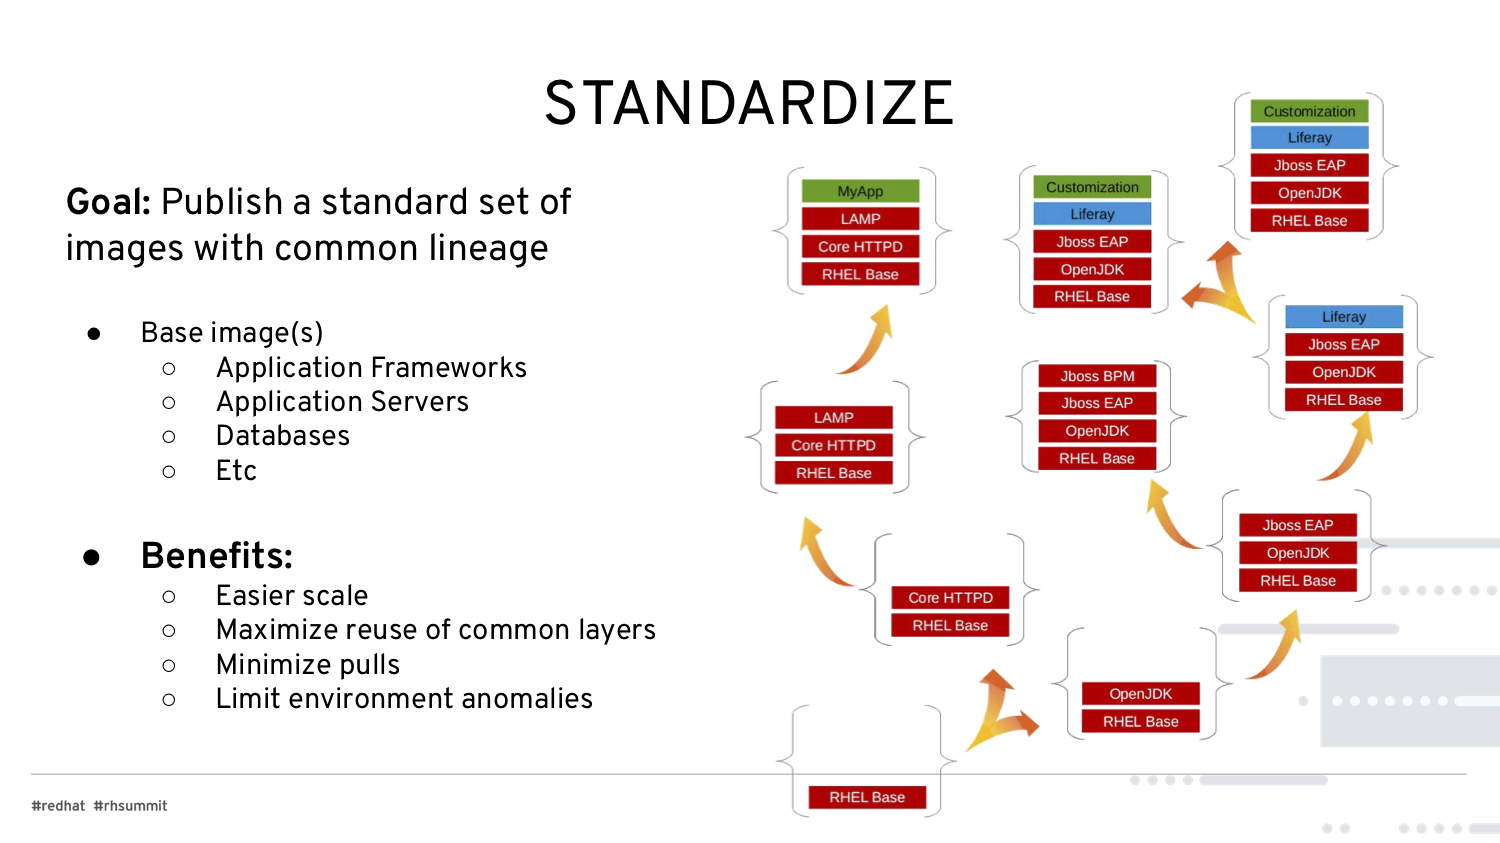 STANDARDIZE
Goal: Publish a standard set of
images with common lineage
● Base image(s)
○ Application Frameworks
○ Application Servers
○ Databases
○ Etc
● Benefits:
○ Easier scale
○ Maximize reuse of common layers
○ Minimize pulls
○ Limit environment anomalies
MyApp
LAMP
Core HTTPD
RHEL Base
Customization
Liferay
Jboss EAP
OpenJDK
RHEL Base
Customization
Liferay
Jboss EAP
OpenJDK
RHEL Base
LAMP
Core HTTPD
RHEL Base
Jboss BPM
Jboss EAP
OpenJDK
RHEL Base
Liferay
Jboss EAP
OpenJDK
RHEL Base
Core HTTPD
RHEL Base
Jboss EAP
OpenJDK
RHEL Base
OpenJDK
RHEL Base
RHEL Base
#redhat #rhsummit